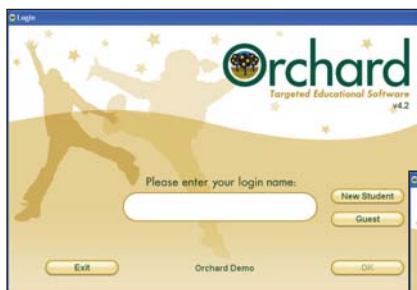 Login
Orchard
Targeted Educational Software
v4.2
Please enter your login name:
New Student
Guest
Exit
Orchard Demo
OK